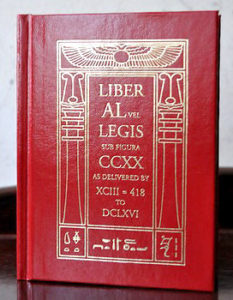 LIBER
AL VEL
LEGIS
SUB FIGURA
CCXX
AS DELIVERED BY
XCIII = 418
TO
DCLXVI